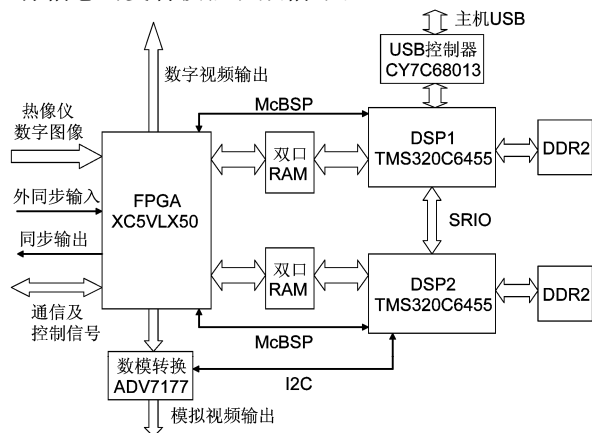 主机USB
USB控制器
CY7C68013
数字视频输出
McBSP
热像仪
数字图像
FPGA
XC5VLX50
双口
RAM
DSP1
TMS320C6455
DDR2
外同步输入
同步输出
SRIO
通信及
控制信号
双口
RAM
DSP2
TMS320C6455
DDR2
McBSP
数模转换
ADV7177
I2C
模拟视频输出